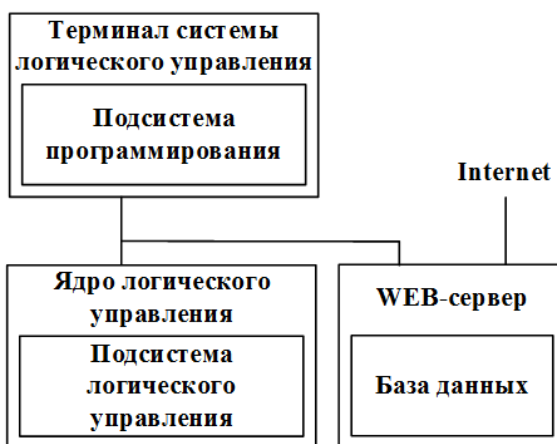 Терминал системы
логического управления
Подсистема
программирования
Internet
Ядро логического
управления
Подсистема
логического
управления
WEB-сервер
База данных